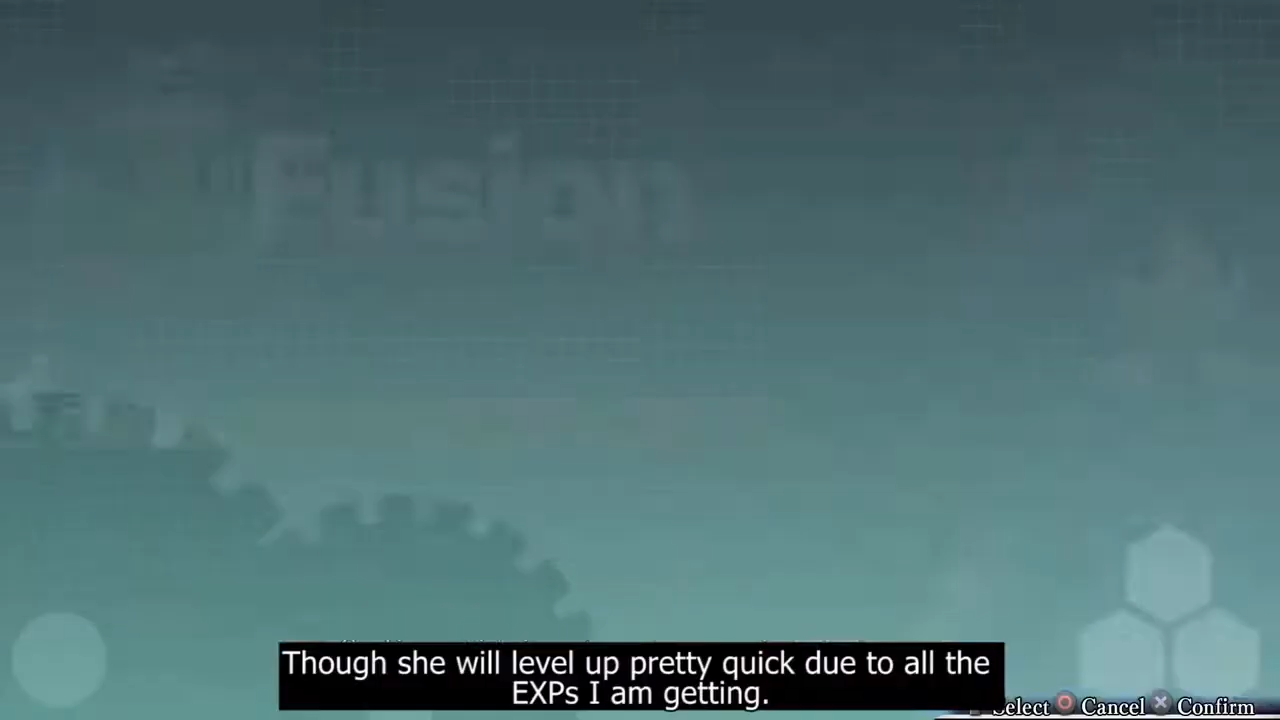 Fusion
Though she will level up pretty quick due to all the
EXPs I am getting.
Select Cancel Confirm